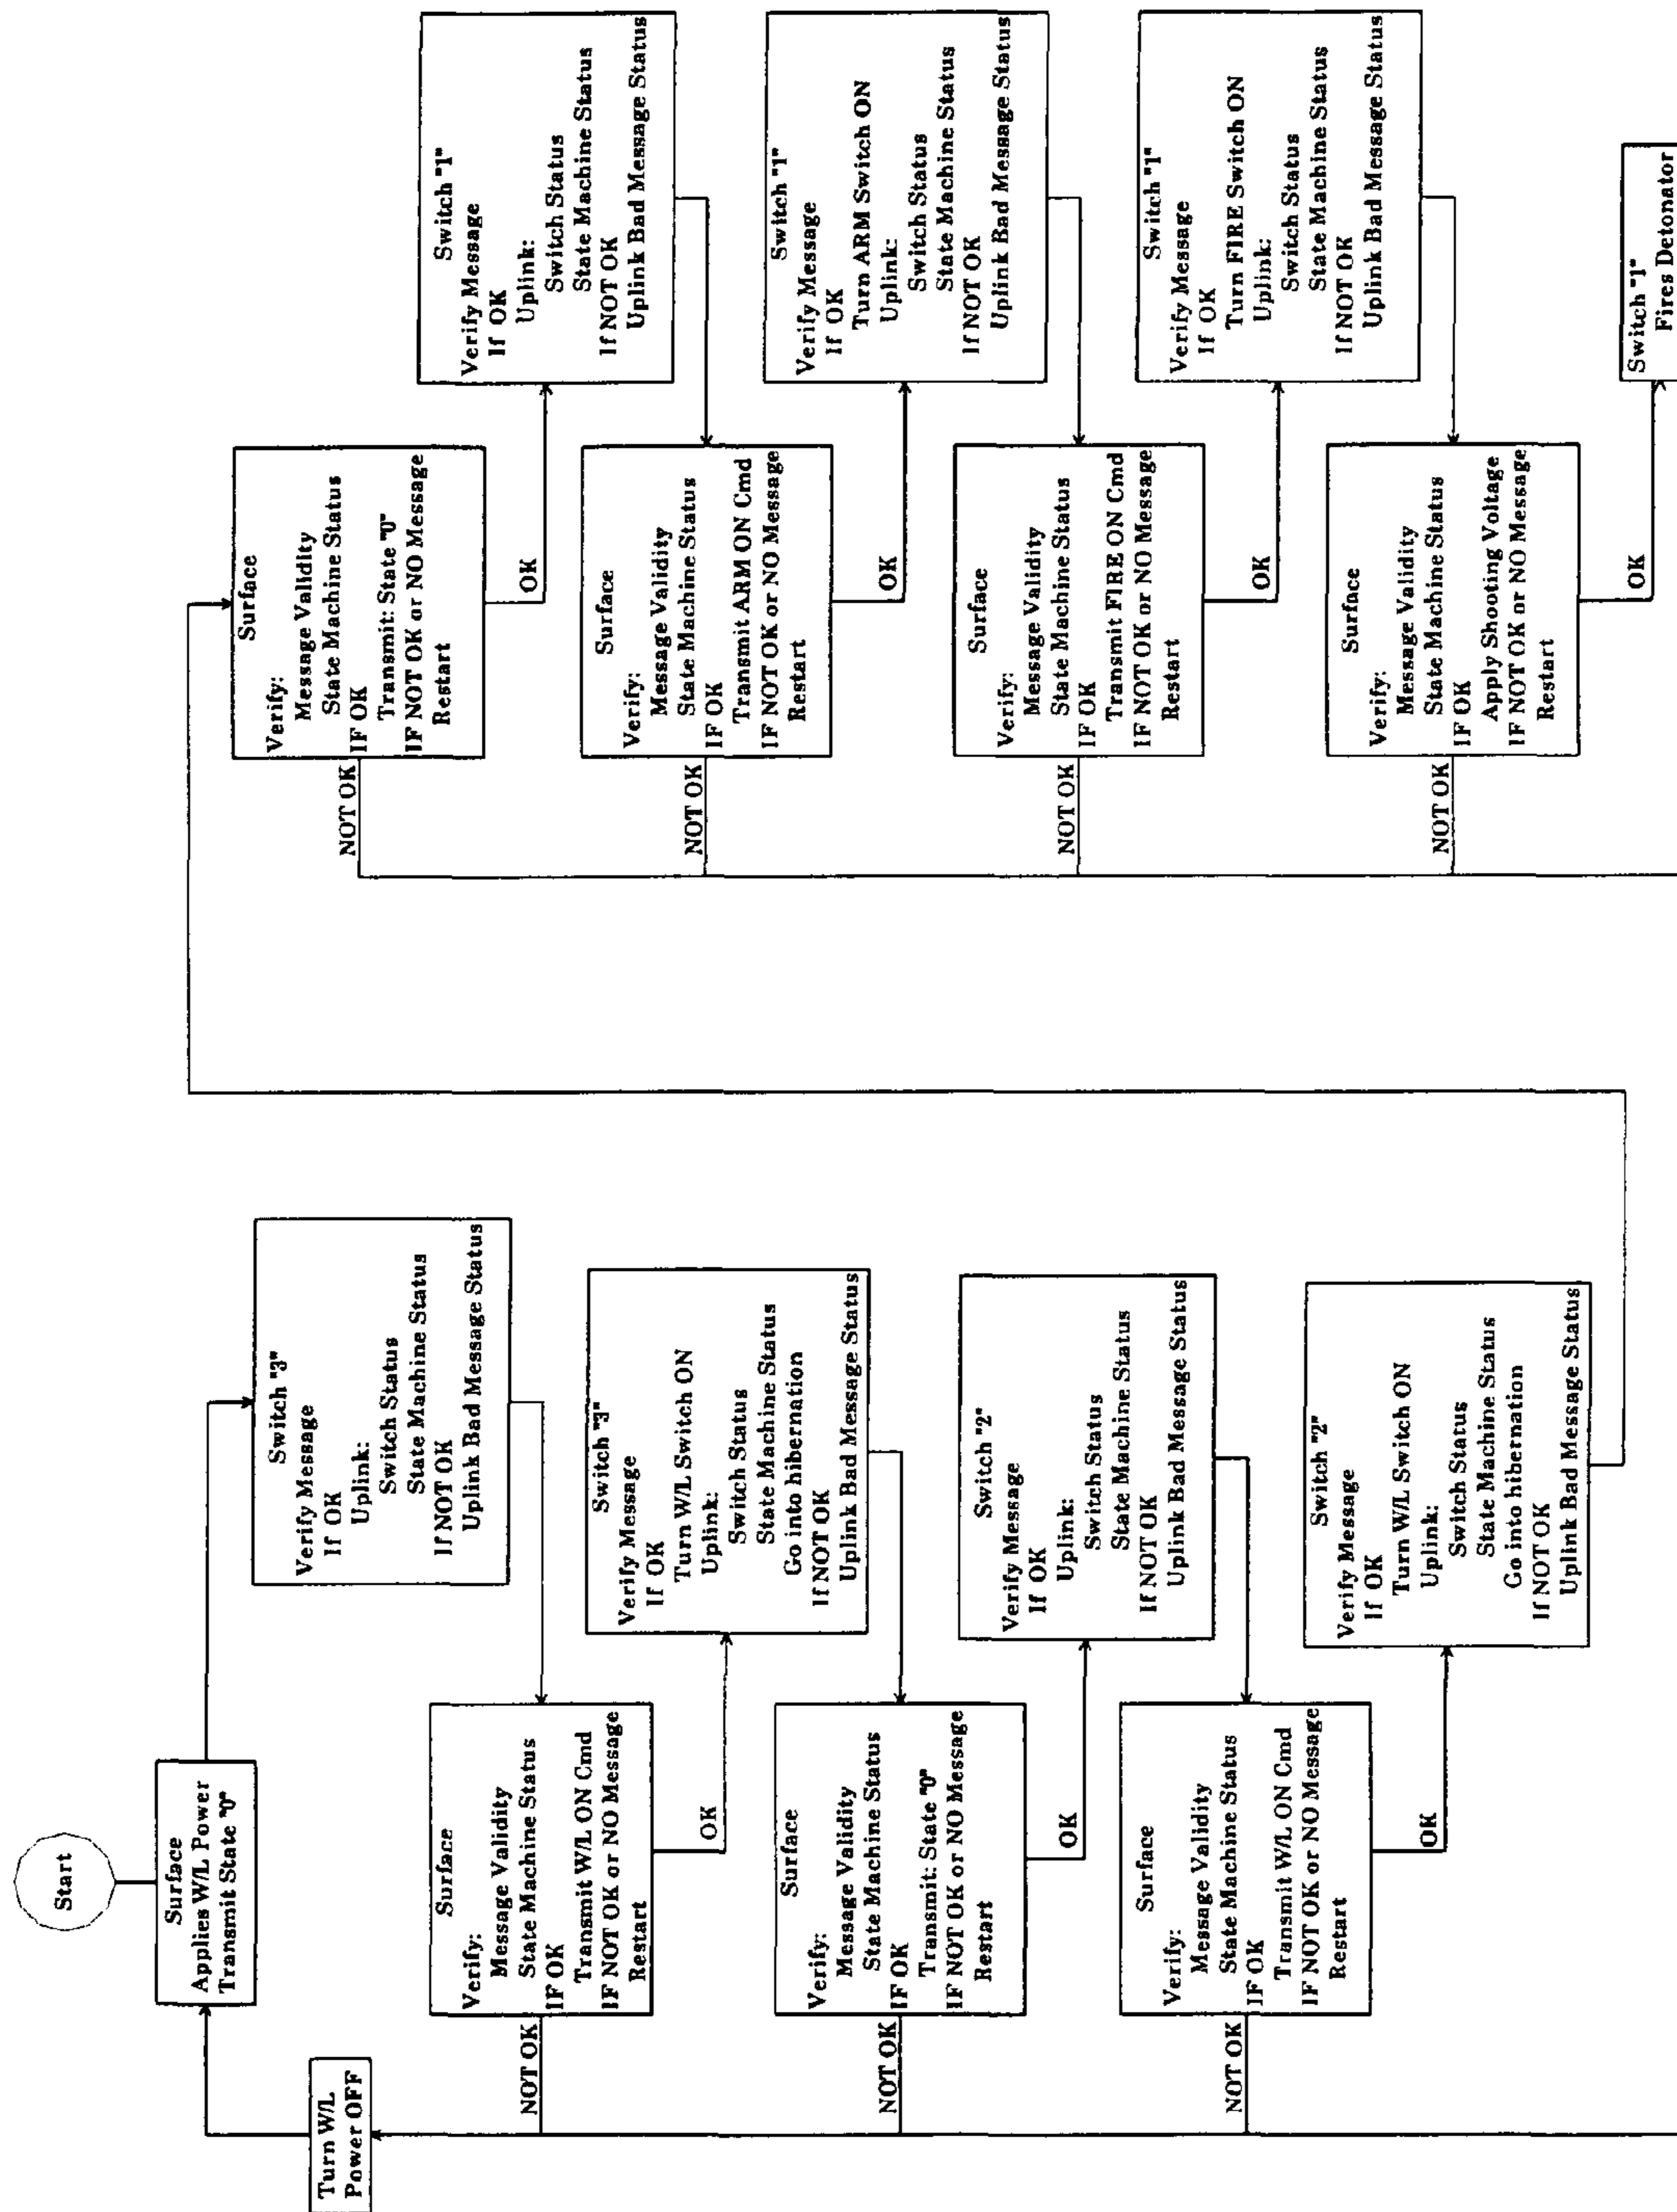 Start
Surface
Applies W/L Power
Transmit State "0"
Turn W/L
Power OFF
Switch "3"
Verify Message
If OK
Uplink:
Switch Status
State Machine Status
If NOT OK
Uplink Bad Message Status
Surface
Verify:
Message Validity
State Machine Status
IF OK
Transmit W/L ON Cmd
IF NOT OK or NO Message
Restart
NOT OK
OK
Switch "3"
Verify Message
If OK
Turn W/L Switch ON
Uplink:
Switch Status
State Machine Status
Go into hibernation
If NOT OK
Uplink Bad Message Status
Surface
Verify:
Message Validity
State Machine Status
IF OK
Transmit: State "0"
IF NOT OK or NO Message
Restart
NOT OK
OK
Switch "2"
Verify Message
If OK
Uplink:
Switch Status
State Machine Status
If NOT OK
Uplink Bad Message Status
Surface
Verify:
Message Validity
State Machine Status
IF OK
Transmit W/L ON Cmd
IF NOT OK or NO Message
Restart
NOT OK
OK
Switch "2"
Verify Message
If OK
Turn W/L Switch ON
Uplink:
Switch Status
State Machine Status
Go into hibernation
If NOT OK
Uplink Bad Message Status
Surface
Verify:
Message Validity
State Machine Status
IF OK
Transmit: State "0"
IF NOT OK or NO Message
Restart
NOT OK
OK
Switch "1"
Verify Message
If OK
Uplink:
Switch Status
State Machine Status
If NOT OK
Uplink Bad Message Status
Surface
Verify:
Message Validity
State Machine Status
IF OK
Transmit ARM ON Cmd
IF NOT OK or NO Message
Restart
NOT OK
OK
Switch "1"
Verify Message
If OK
Turn ARM Switch ON
Uplink:
Switch Status
State Machine Status
If NOT OK
Uplink Bad Message Status
Surface
Verify:
Message Validity
State Machine Status
IF OK
Transmit FIRE ON Cmd
IF NOT OK or NO Message
Restart
NOT OK
OK
Switch "1"
Verify Message
If OK
Turn FIRE Switch ON
Uplink:
Switch Status
State Machine Status
If NOT OK
Uplink Bad Message Status
Surface
Verify:
Message Validity
State Machine Status
IF OK
Apply Shooting Voltage
IF NOT OK or NO Message
Restart
NOT OK
OK
Switch "1"
Fires Detonator